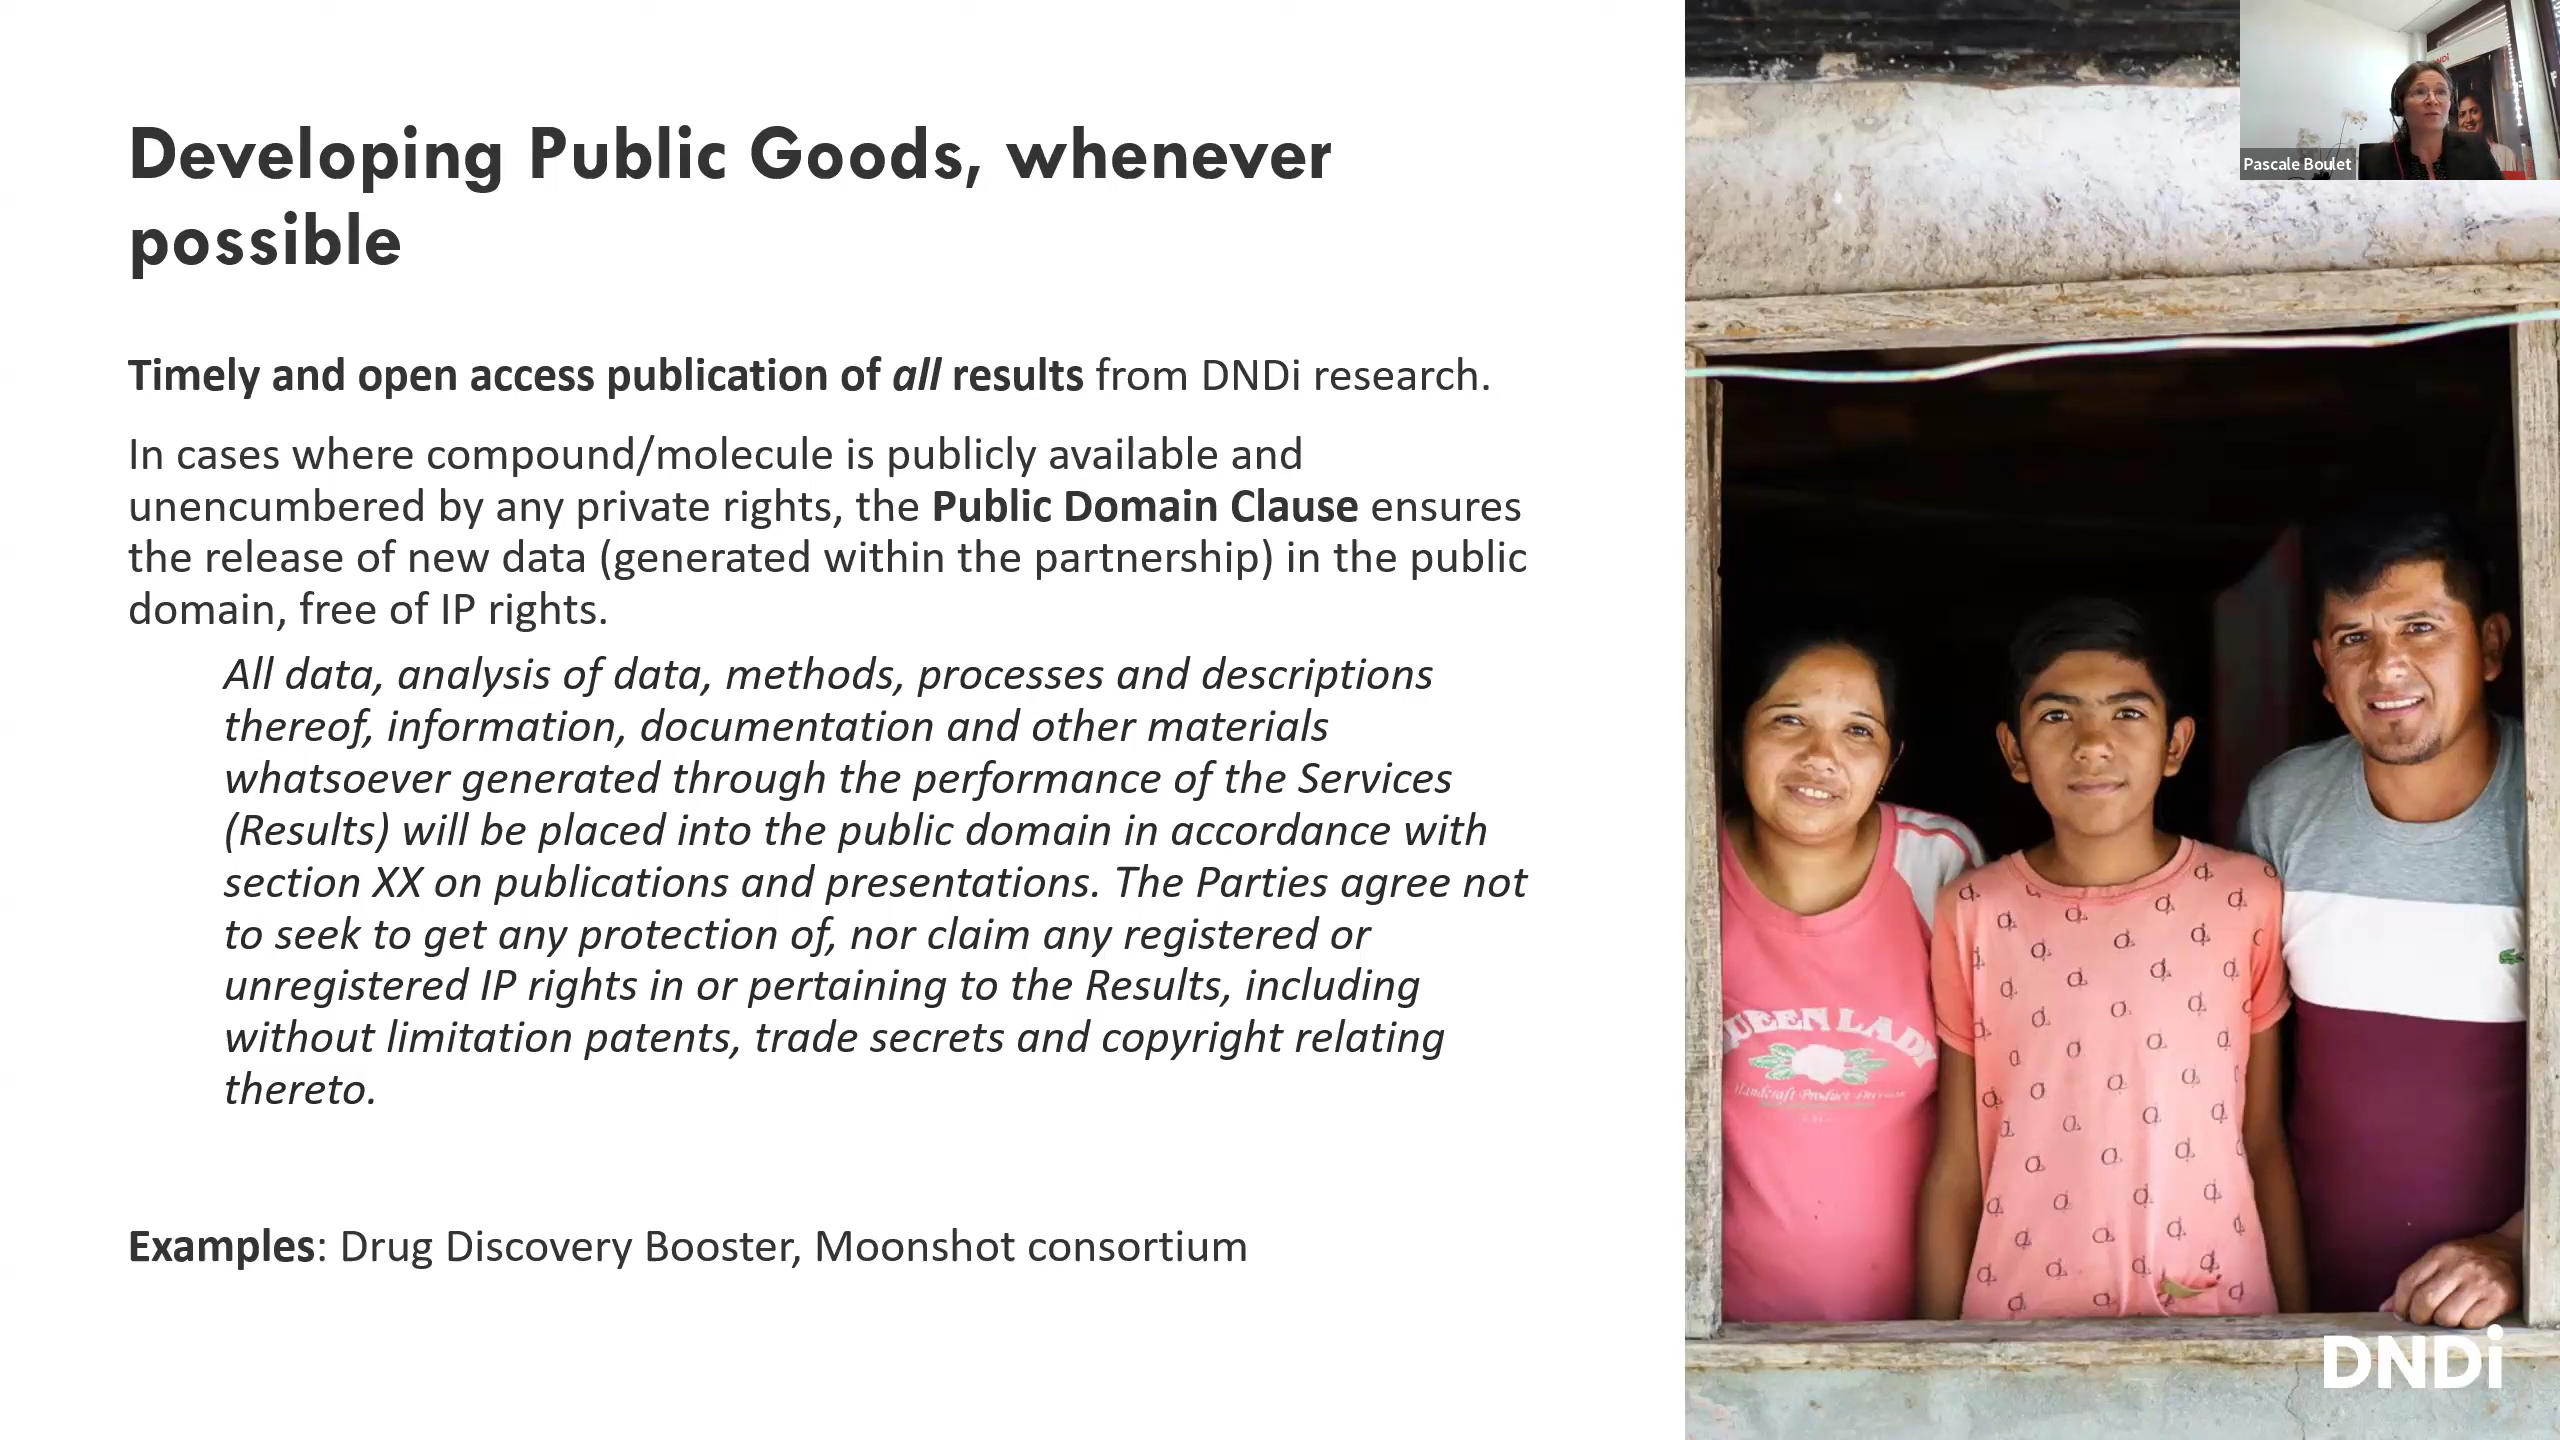 Developing Public Goods, whenever
possible
Timely and open access publication of all results from DNDi research.
In cases where compound/molecule is publicly available and
unencumbered by any private rights, the Public Domain Clause ensures
the release of new data (generated within the partnership) in the public
domain, free of IP rights.
All data, analysis of data, methods, processes and descriptions
thereof, information, documentation and other materials
whatsoever generated through the performance of the Services
(Results) will be placed into the public domain in accordance with
section XX on publications and presentations. The Parties agree not
to seek to get any protection of, nor claim any registered or
unregistered IP rights in or pertaining to the Results, including
without limitation patents, trade secrets and copyright relating
thereto.
Examples: Drug Discovery Booster, Moonshot consortium
Pascale Boulet
UEEN LADY
Handcraft Product
DNDi